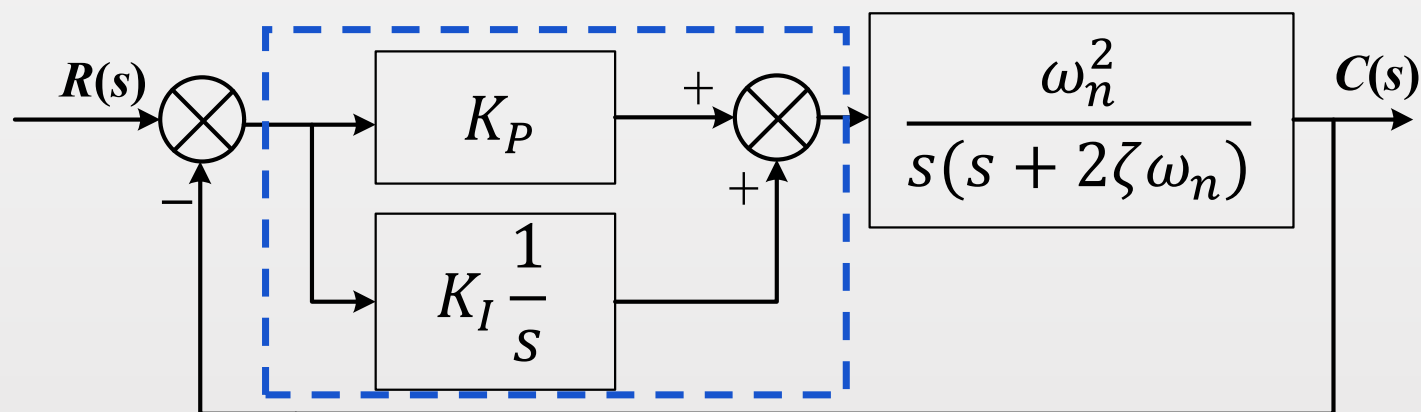 R(s)
K_P
+
ω_n^2
C(s)
s(s + 2ζω_n)
−
+
K_I 1/s